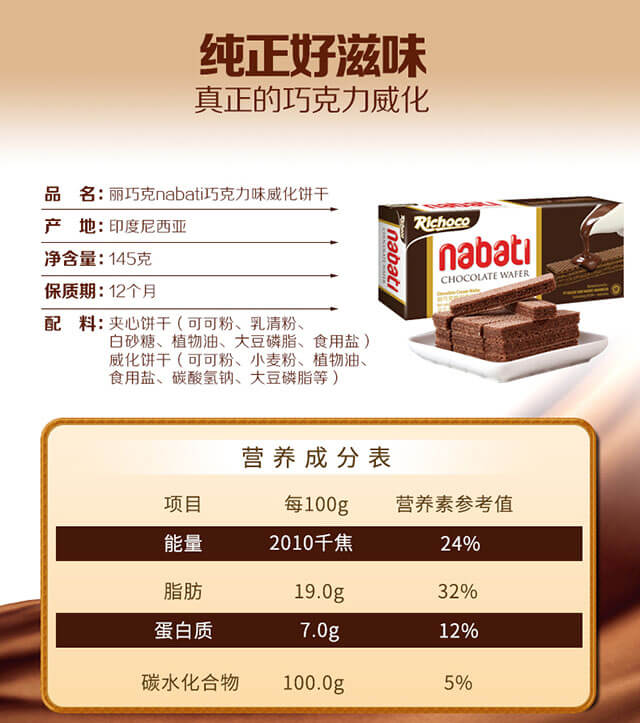 纯正好滋味
真正的巧克力威化
品 名：丽巧克nabati巧克力味威化饼干
产 地：印度尼西亚
净含量：145克
保质期：12个月
配 料：夹心饼干（可可粉、乳清粉、
白砂糖、植物油、大豆磷脂、食用盐）
威化饼干（可可粉、小麦粉、植物油、
食用盐、碳酸氢钠、大豆磷脂等）
Richoco
nabati
CHOCOLATE WAFER
nabati
营养成分表
项目 每100g 营养素参考值
能量 2010千焦 24%
脂肪 19.0g 32%
蛋白质 7.0g 12%
碳水化合物 100.0g 5%